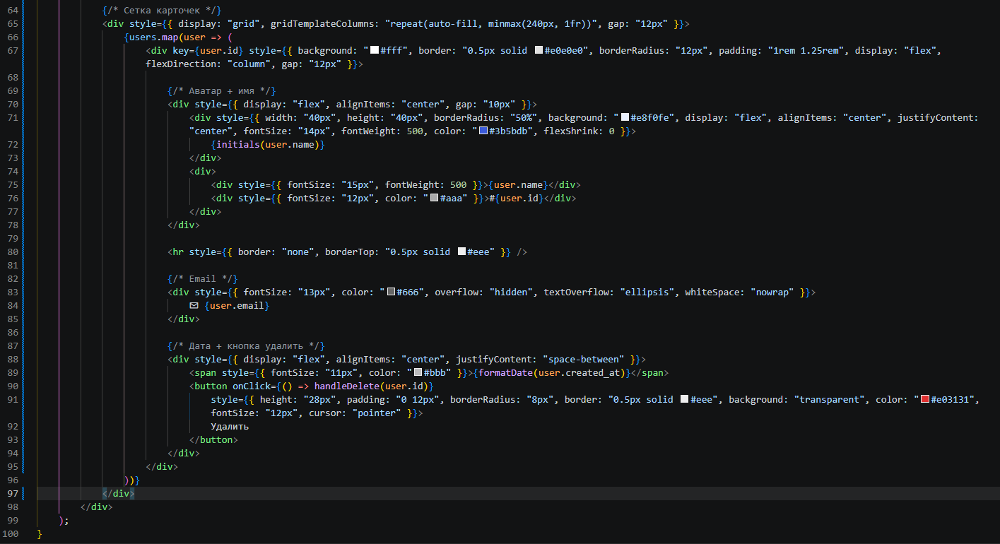 64 {/* Сетка карточек */}
65 <div style={{ display: "grid", gridTemplateColumns: "repeat(auto-fill, minmax(240px, 1fr))", gap: "12px" }}>
66 {users.map(user => (
67 <div key={user.id} style={{ background: "#fff", border: "0.5px solid #e0e0e0", borderRadius: "12px", padding: "1rem 1.25rem", display: "flex",
flexDirection: "column", gap: "12px" }}>
68
69 {/* Аватар + имя */}
70 <div style={{ display: "flex", alignItems: "center", gap: "10px" }}>
71 <div style={{ width: "40px", height: "40px", borderRadius: "50%", background: "#e8f0fe", display: "flex", alignItems: "center", justifyContent:
"center", fontSize: "14px", fontWeight: 500, color: "#3b5bdb", flexShrink: 0 }}>
72 {initials(user.name)}
73 </div>
74 <div>
75 <div style={{ fontSize: "15px", fontWeight: 500 }}>{user.name}</div>
76 <div style={{ fontSize: "12px", color: "#aaa" }}>#{user.id}</div>
77 </div>
78 </div>
79
80 <hr style={{ border: "none", borderTop: "0.5px solid #eee" }} />
81
82 {/* Email */}
83 <div style={{ fontSize: "13px", color: "#666", overflow: "hidden", textOverflow: "ellipsis", whiteSpace: "nowrap" }}>
84 ✉ {user.email}
85 </div>
86
87 {/* Дата + кнопка удалить */}
88 <div style={{ display: "flex", alignItems: "center", justifyContent: "space-between" }}>
89 <span style={{ fontSize: "11px", color: "#bbb" }}>{formatDate(user.created_at)}</span>
90 <button onClick={() => handleDelete(user.id)}
91 style={{ height: "28px", padding: "0 12px", borderRadius: "8px", border: "0.5px solid #eee", background: "transparent", color: "#e03131",
fontSize: "12px", cursor: "pointer" }}>
92 Удалить
93 </button>
94 </div>
95 </div>
96 ))}
97 </div>
98 </div>
99 );
100 }